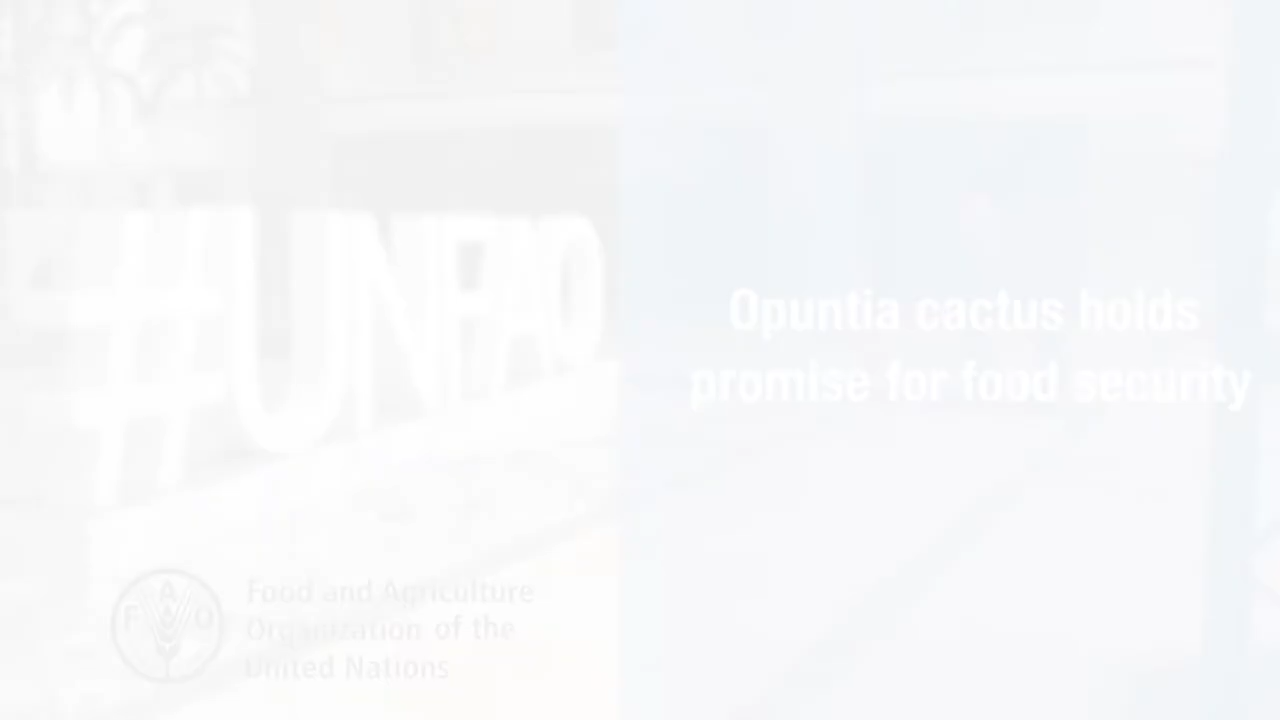 #UNFAO
Opuntia cactus holds
promise for food security
F A O
Food and Agriculture
Organization of the
United Nations